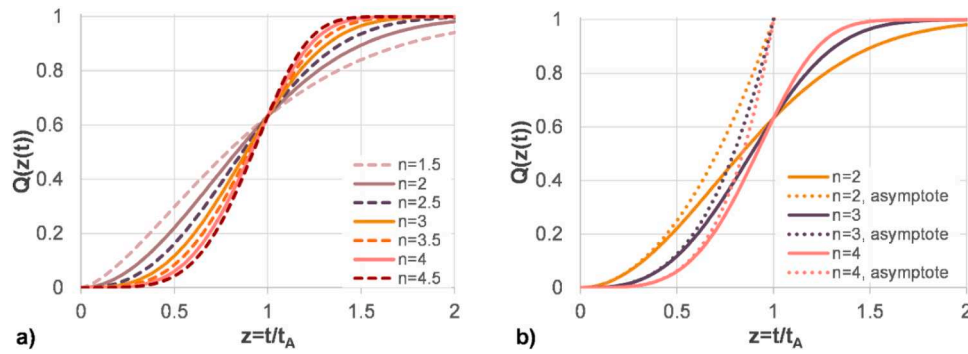 1
0.8
0.6
0.4
0.2
0
Q(z(t))
n=1.5
n=2
n=2.5
n=3
n=3.5
n=4
n=4.5
0
0.5
1
1.5
2
z=t/tA
a)
1
0.8
0.6
0.4
0.2
0
Q(z(t))
n=2
n=2, asymptote
n=3
n=3, asymptote
n=4
n=4, asymptote
0
0.5
1
1.5
2
z=t/tA
b)